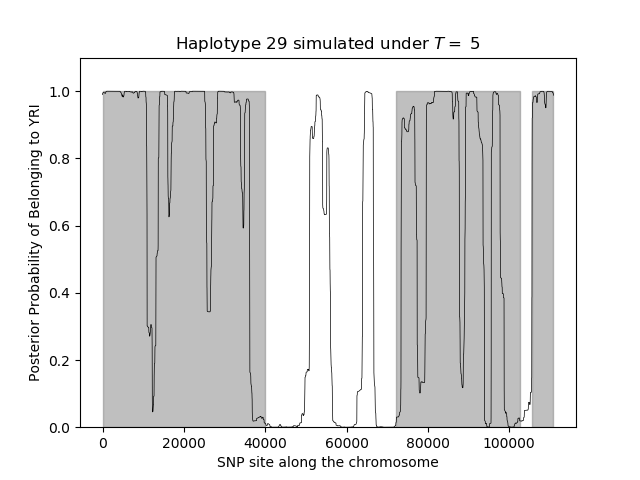 Haplotype 29 simulated under T = 5
Posterior Probability of Belonging to YRI
1.0
0.8
0.6
0.4
0.2
0.0
0 20000 40000 60000 80000 100000
SNP site along the chromosome